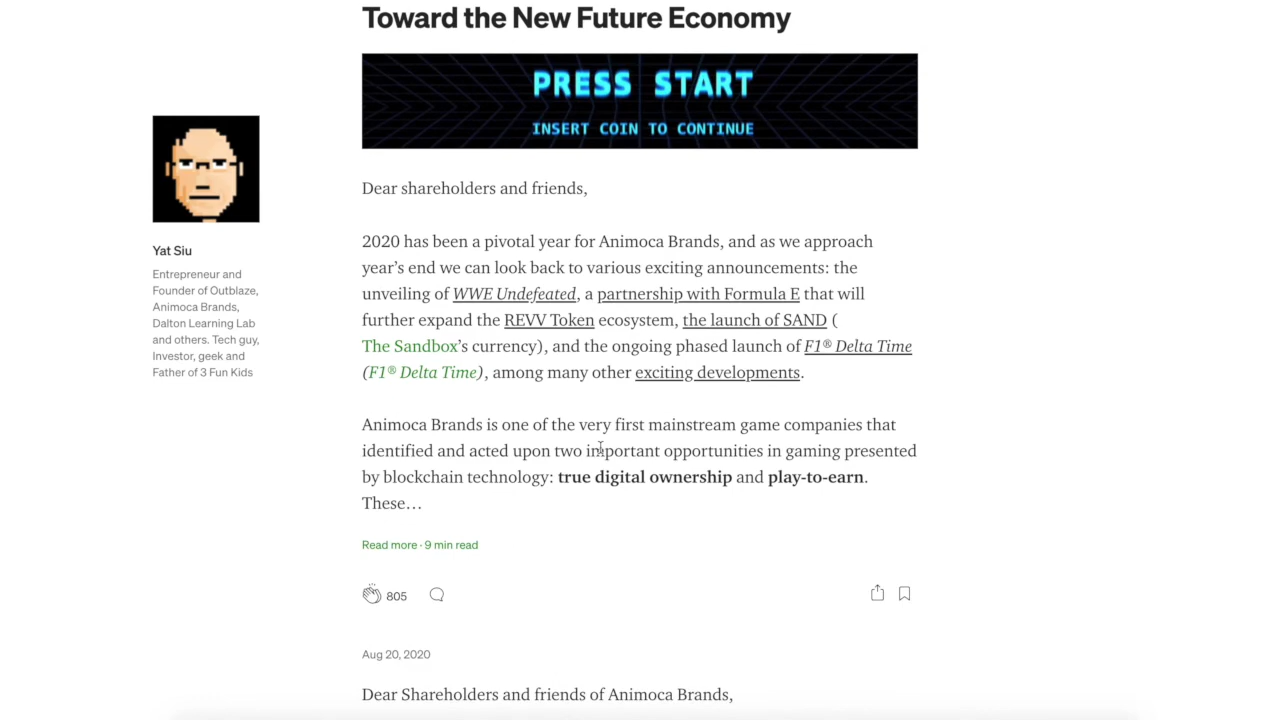 Toward the New Future Economy
PRESS START
INSERT COIN TO CONTINUE
Yat Siu
Entrepreneur and
Founder of Outblaze,
Animoca Brands,
Dalton Learning Lab
and others. Tech guy,
Investor, geek and
Father of 3 Fun Kids
Dear shareholders and friends,
2020 has been a pivotal year for Animoca Brands, and as we approach
year’s end we can look back to various exciting announcements: the
unveiling of WWE Undefeated, a partnership with Formula E that will
further expand the REVV Token ecosystem, the launch of SAND (
The Sandbox’s currency), and the ongoing phased launch of F1® Delta Time
(F1® Delta Time), among many other exciting developments.
Animoca Brands is one of the very first mainstream game companies that
identified and acted upon two important opportunities in gaming presented
by blockchain technology: true digital ownership and play-to-earn.
These…
Read more · 9 min read
805
Aug 20, 2020
Dear Shareholders and friends of Animoca Brands,